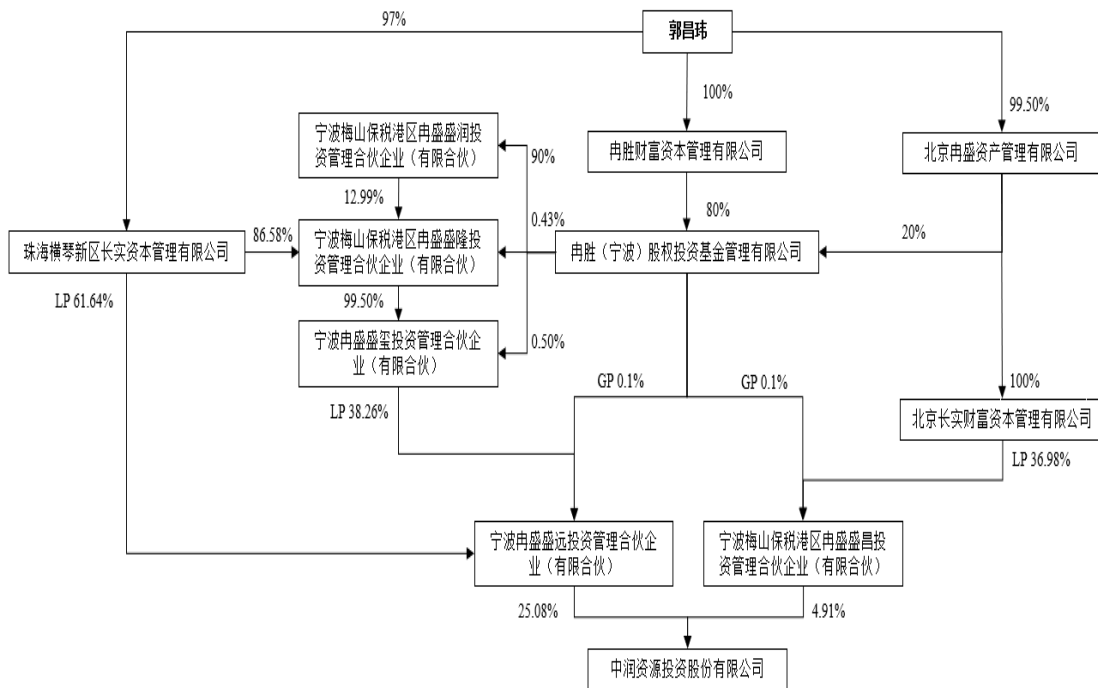 97%
郭昌玮
100%
99.50%
宁波梅山保税港区冉盛盛润投
资管理合伙企业（有限合伙）
90%
冉胜财富资本管理有限公司
北京冉盛资产管理有限公司
12.99%
0.43%
80%
20%
珠海横琴新区长实资本管理有限公司
86.58%
宁波梅山保税港区冉盛盛隆投
资管理合伙企业（有限合伙）
冉胜（宁波）股权投资基金管理有限公司
LP 61.64%
99.50%
宁波冉盛盛玺投资管理合伙企
业（有限合伙）
0.50%
GP 0.1%
GP 0.1%
100%
LP 38.26%
北京长实财富资本管理有限公司
LP 36.98%
宁波冉盛盛远投资管理合伙企
业（有限合伙）
宁波梅山保税港区冉盛盛昌投
资管理合伙企业（有限合伙）
25.08%
4.91%
中润资源投资股份有限公司